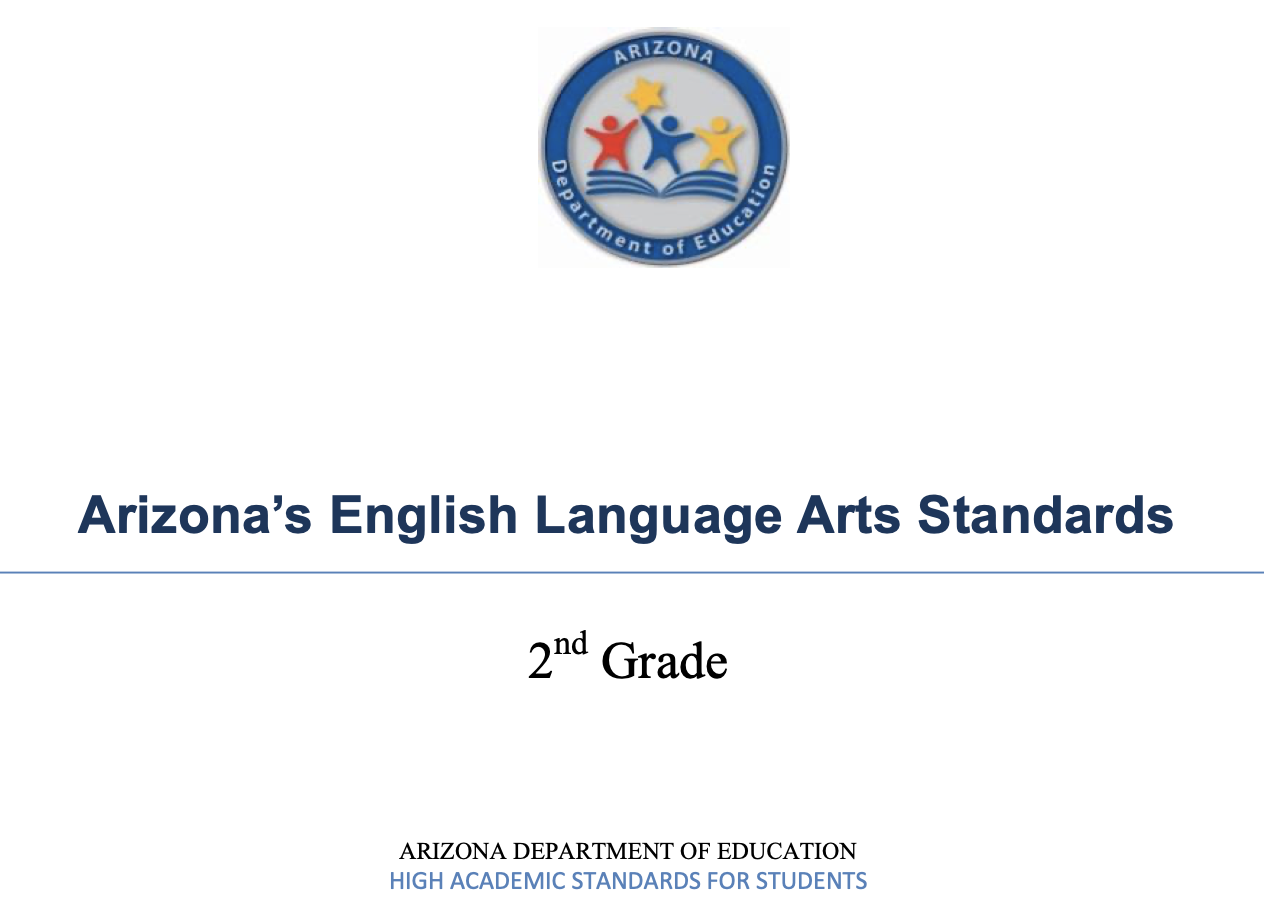 ARIZONA
Department of Education
Arizona’s English Language Arts Standards
2nd Grade
ARIZONA DEPARTMENT OF EDUCATION
HIGH ACADEMIC STANDARDS FOR STUDENTS